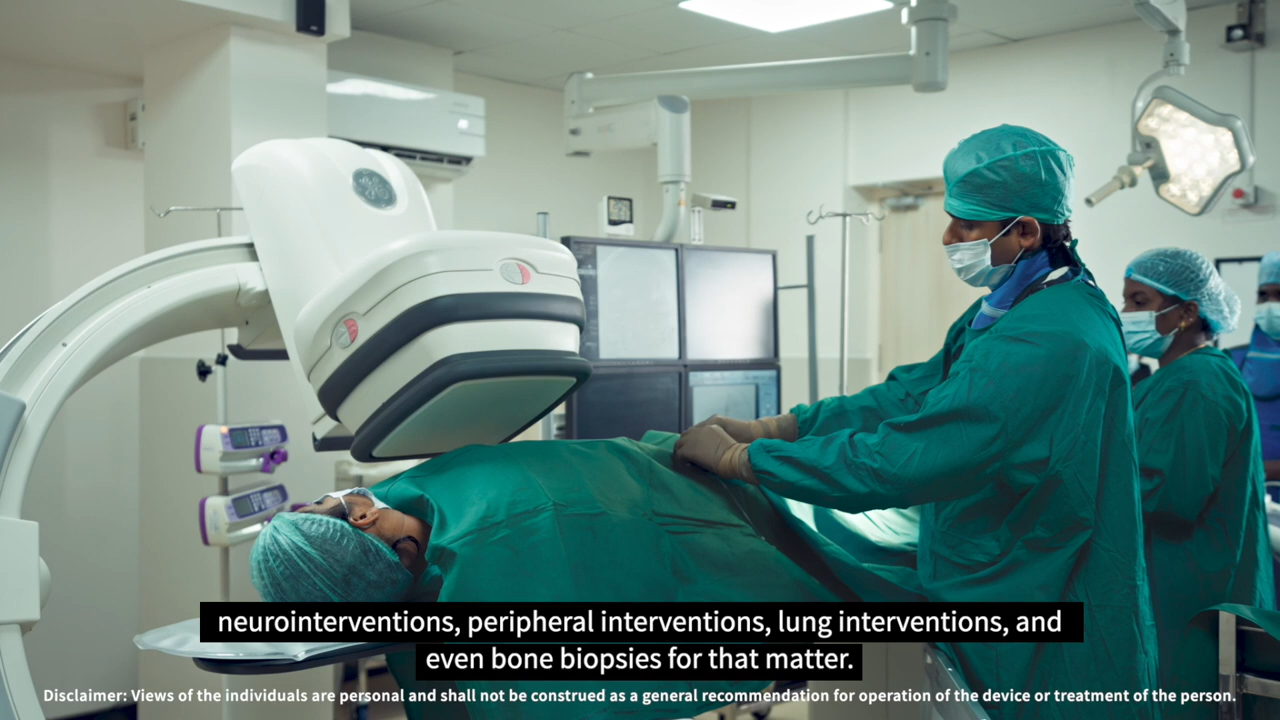 neurointerventions, peripheral interventions, lung interventions, and
even bone biopsies for that matter.
Disclaimer: Views of the individuals are personal and shall not be construed as a general recommendation for operation of the device or treatment of the person.